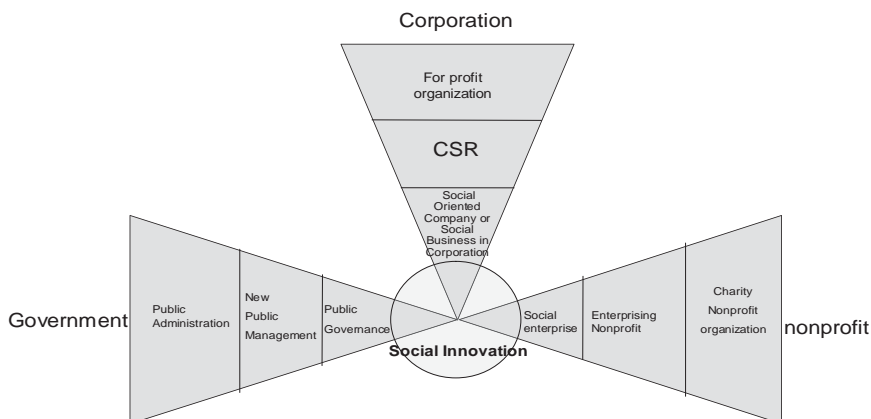 Corporation
For profit
organization
CSR
Social
Oriented
Company or
Social
Business in
Corporation
Government
Public
Administration
New
Public
Management
Public
Governance
Social Innovation
Social
enterprise
Enterprising
Nonprofit
Charity
Nonprofit
organization
nonprofit